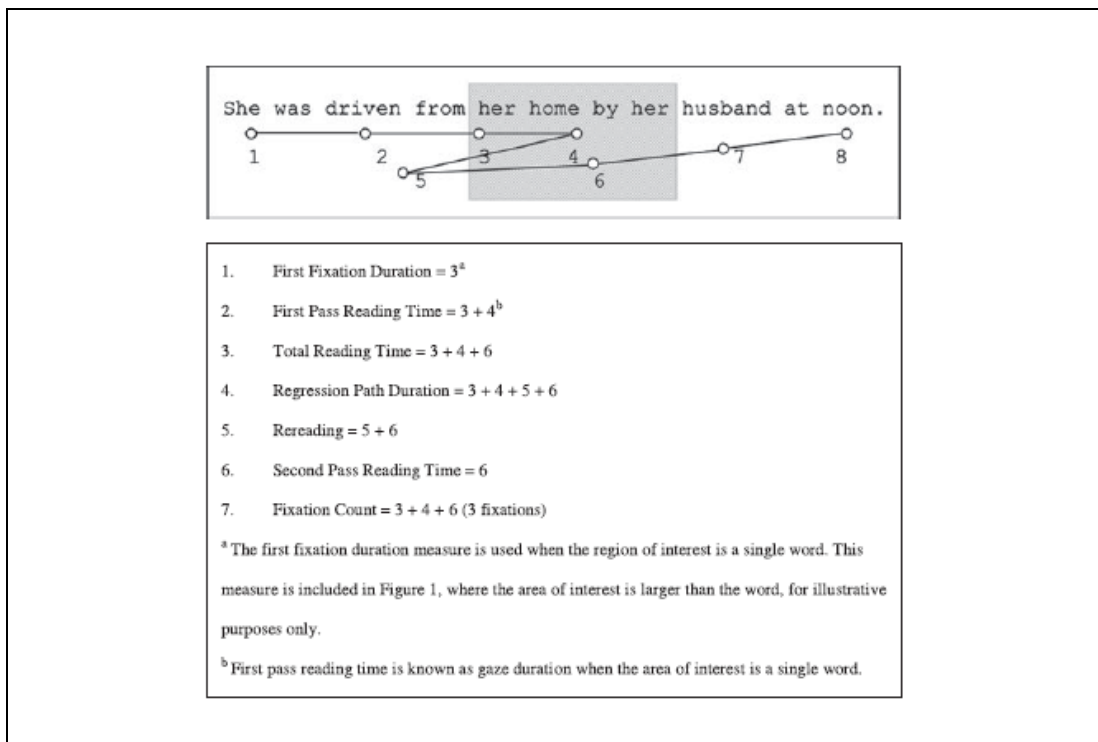 She was driven from her home by her husband at noon.
1 2 3 4 5 6 7 8
1. First Fixation Duration = 3ᵃ
2. First Pass Reading Time = 3 + 4ᵇ
3. Total Reading Time = 3 + 4 + 6
4. Regression Path Duration = 3 + 4 + 5 + 6
5. Rereading = 5 + 6
6. Second Pass Reading Time = 6
7. Fixation Count = 3 + 4 + 6 (3 fixations)
ᵃ The first fixation duration measure is used when the region of interest is a single word. This
measure is included in Figure 1, where the area of interest is larger than the word, for illustrative
purposes only.
ᵇ First pass reading time is known as gaze duration when the area of interest is a single word.